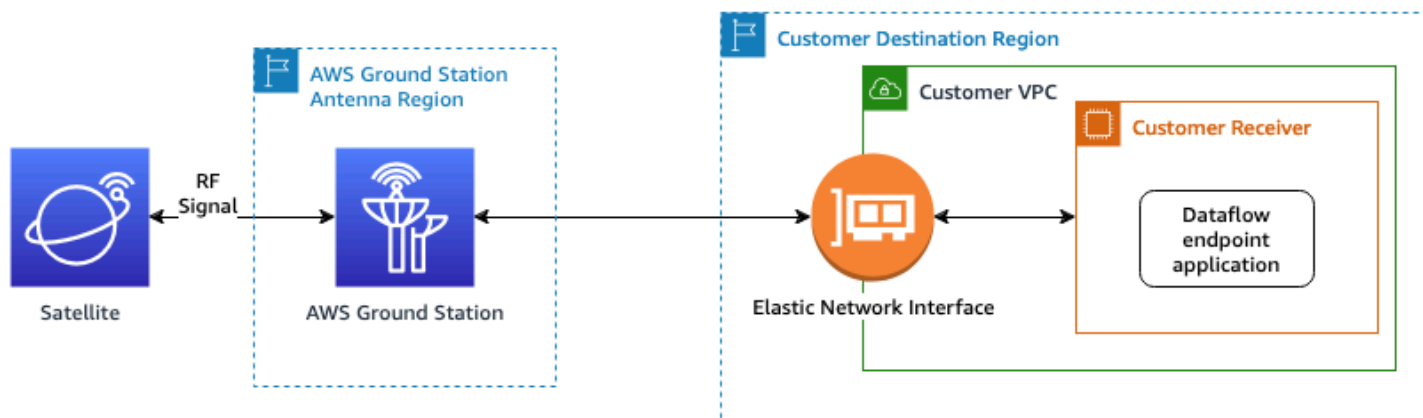 Customer Destination Region
AWS Ground Station
Antenna Region
Customer VPC
Customer Receiver
RF
Signal
Dataflow
endpoint
application
Satellite
AWS Ground Station
Elastic Network Interface